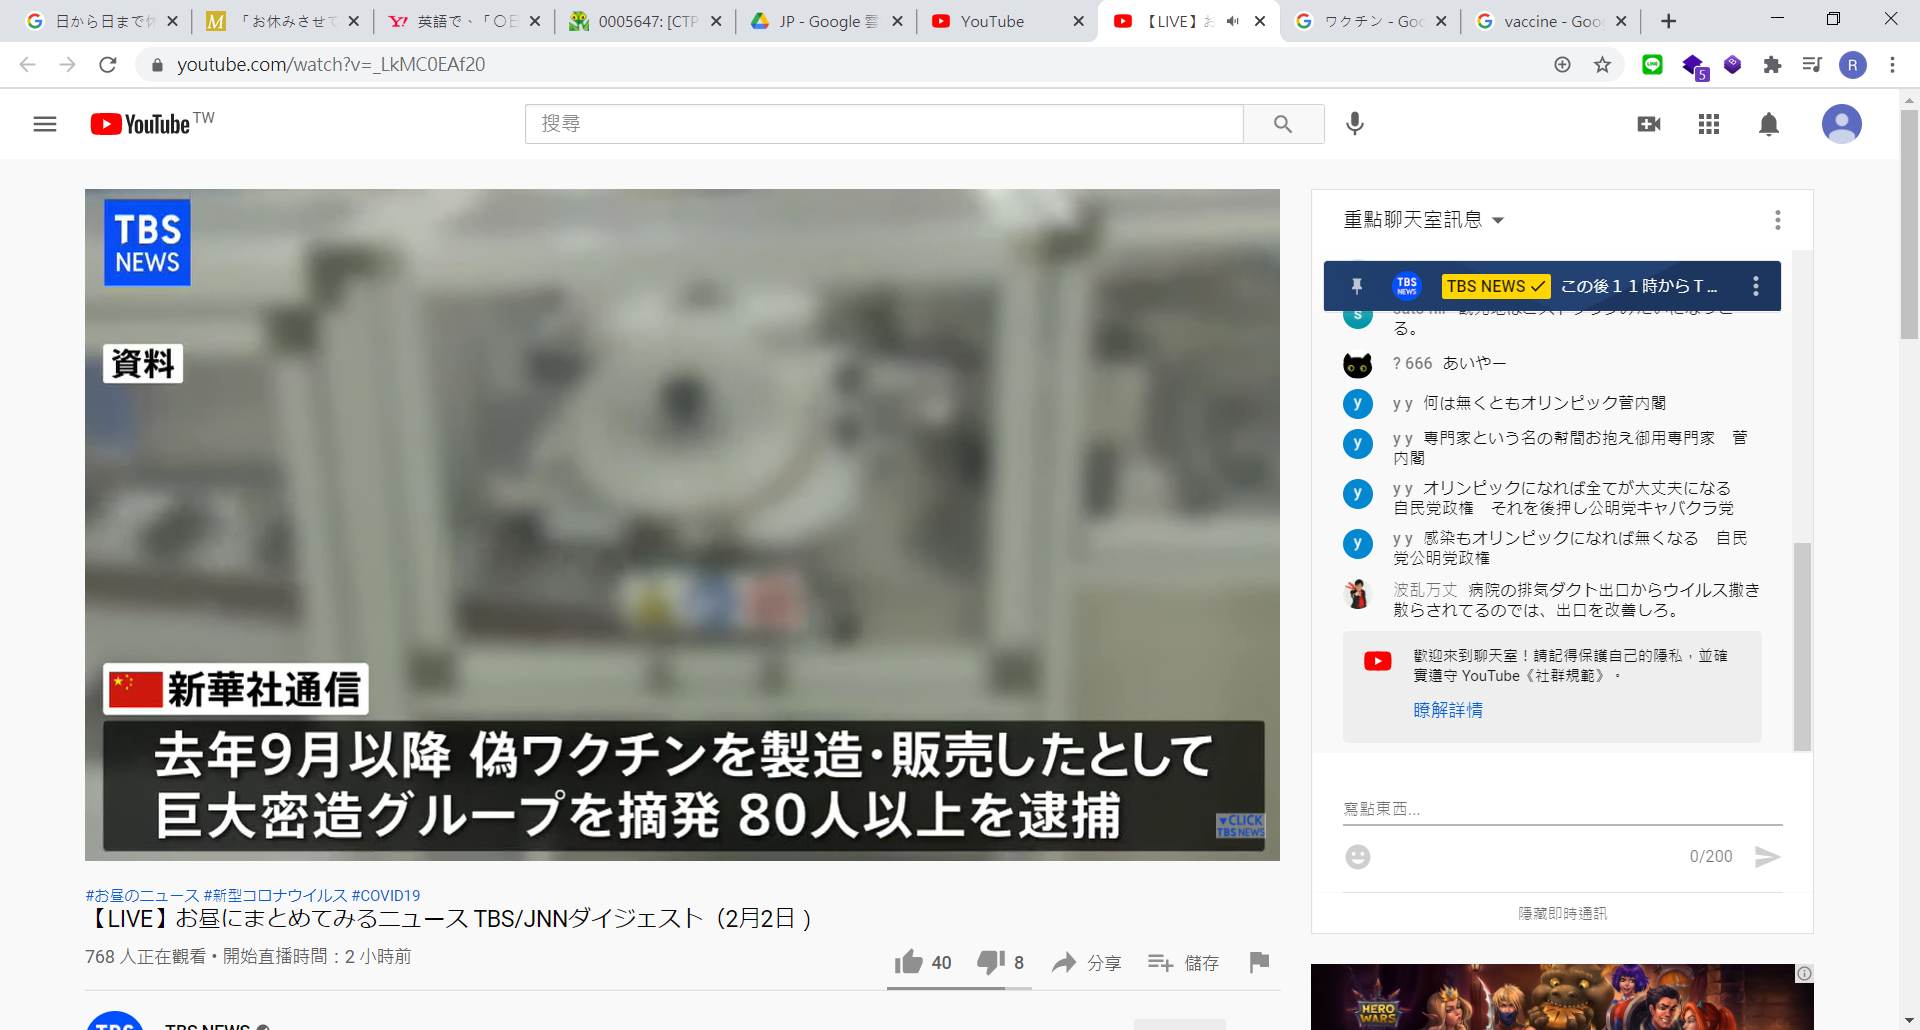 日から日まで休
「お休みさせて
英語で、「〇日
0005647: [CTP
JP - Google 雲
YouTube
【LIVE】お
ワクチン - Goo
vaccine - Goo
youtube.com/watch?v=_LkMC0EAf20
5
R
YouTube TW
搜尋
TBS
NEWS
資料
新華社通信
去年9月以降 偽ワクチンを製造・販売したとして
巨大密造グループを摘発 80人以上を逮捕
▼CLICK
TBS NEWS
#お昼のニュース #新型コロナウイルス #COVID19
【LIVE】お昼にまとめてみるニュース TBS/JNNダイジェスト（2月2日 )
768 人正在觀看 • 開始直播時間：2 小時前
40
8
分享
儲存
TBS NEWS
重點聊天室訊息
TBS NEWS
TBS NEWS この後１１時からＴ...
る。
? 666 あいやー
y y 何は無くともオリンピック菅内閣
y y 専門家という名の幇間お抱え御用専門家　菅
内閣
y y オリンピックになれば全てが大丈夫になる
自民党政権　それを後押し公明党キャバクラ党
y y 感染もオリンピックになれば無くなる　自民
党公明党政権
波乱万丈 病院の排気ダクト出口からウイルス撒き
散らされてるのでは、出口を改善しろ。
歡迎來到聊天室！請記得保護自己的隱私，並確
實遵守 YouTube《社群規範》。
瞭解詳情
寫點東西...
0/200
隱藏即時通訊
HERO
WARS